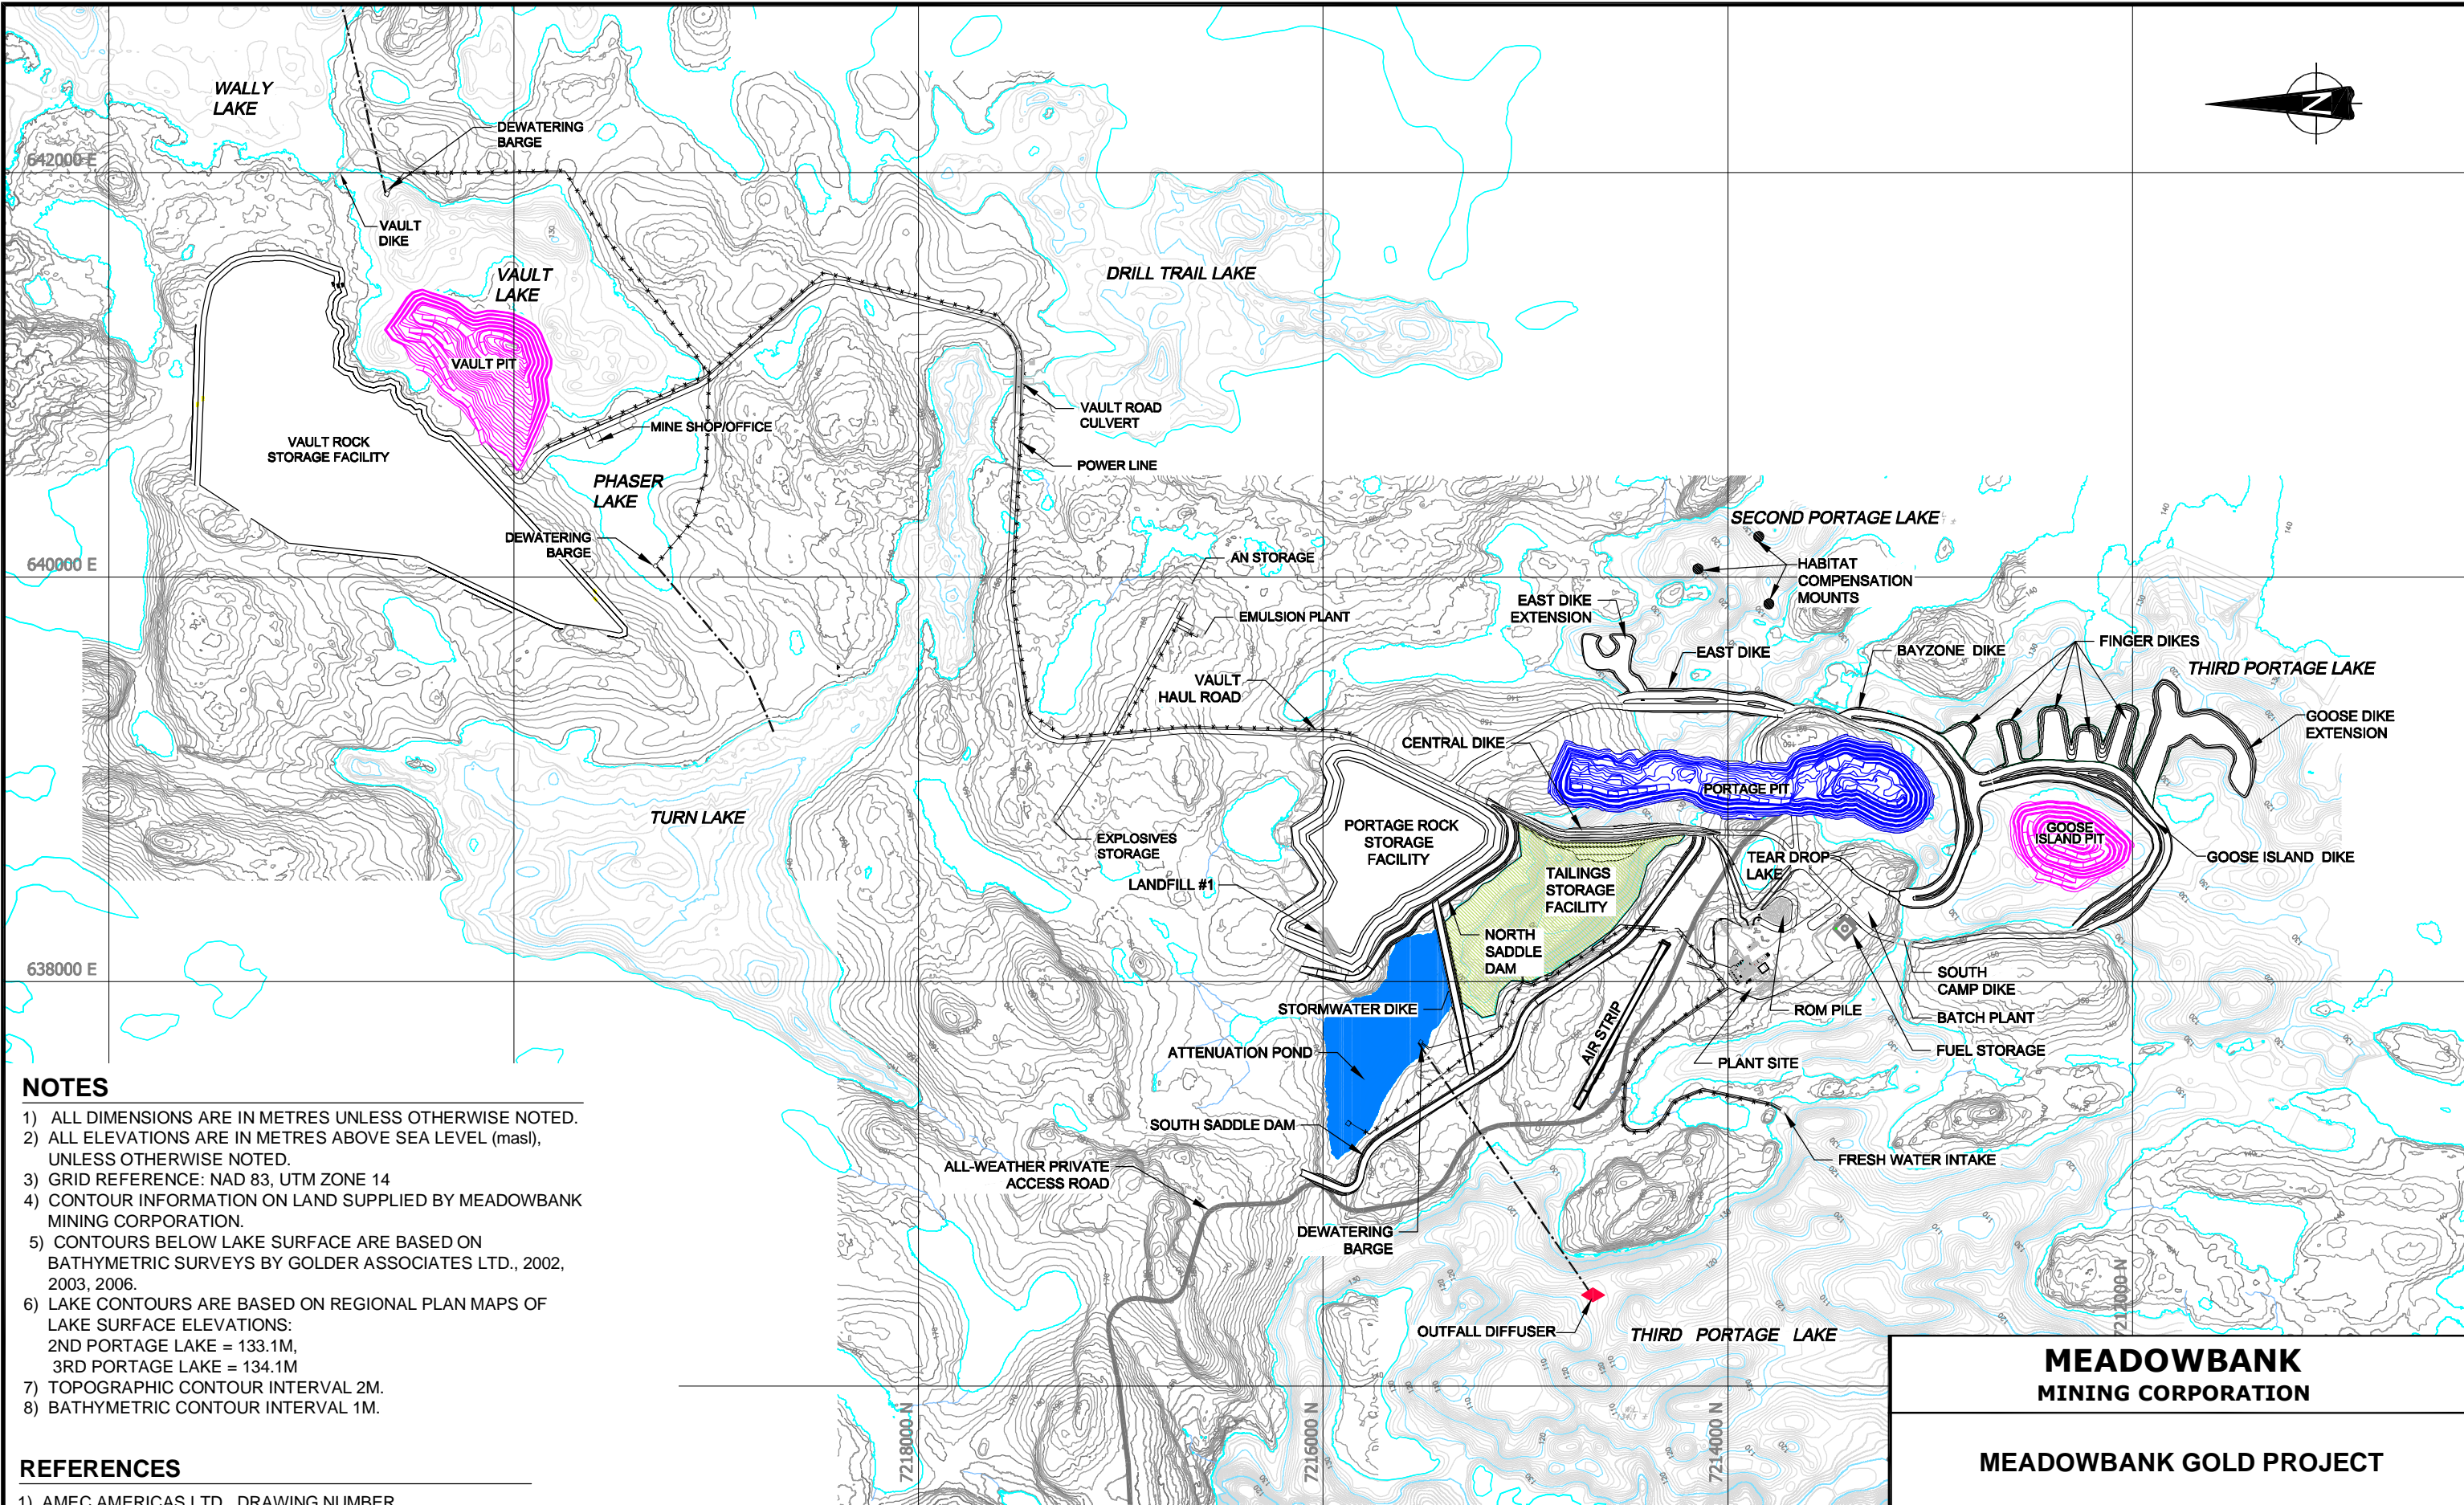 WALLY
LAKE
DEWATERING
BARGE
642000 E
VAULT
DIKE
VAULT
LAKE
DRILL TRAIL LAKE
N
VAULT PIT
VAULT ROCK
STORAGE FACILITY
MINE SHOP/OFFICE
VAULT ROAD
CULVERT
POWER LINE
PHASER
LAKE
DEWATERING
BARGE
640000 E
AN STORAGE
EMULSION PLANT
SECOND PORTAGE LAKE
HABITAT
COMPENSATION
MOUNTS
EAST DIKE
EXTENSION
EAST DIKE
BAYZONE DIKE
FINGER DIKES
THIRD PORTAGE LAKE
GOOSE DIKE
EXTENSION
VAULT
HAUL ROAD
CENTRAL DIKE
PORTAGE PIT
TURN LAKE
EXPLOSIVES
STORAGE
PORTAGE ROCK
STORAGE
FACILITY
LANDFILL #1
TAILINGS
STORAGE
FACILITY
TEAR DROP
LAKE
GOOSE
ISLAND PIT
GOOSE ISLAND DIKE
638000 E
NORTH
SADDLE
DAM
STORMWATER DIKE
AIR STRIP
SOUTH
CAMP DIKE
ROM PILE
BATCH PLANT
FUEL STORAGE
PLANT SITE
ATTENUATION POND
SOUTH SADDLE DAM
ALL-WEATHER PRIVATE
ACCESS ROAD
FRESH WATER INTAKE
DEWATERING
BARGE
OUTFALL DIFFUSER
THIRD PORTAGE LAKE
7218000 N
7216000 N
7214000 N
7212000 N
NOTES
1) ALL DIMENSIONS ARE IN METRES UNLESS OTHERWISE NOTED.
2) ALL ELEVATIONS ARE IN METRES ABOVE SEA LEVEL (masl),
UNLESS OTHERWISE NOTED.
3) GRID REFERENCE: NAD 83, UTM ZONE 14
4) CONTOUR INFORMATION ON LAND SUPPLIED BY MEADOWBANK
MINING CORPORATION.
5) CONTOURS BELOW LAKE SURFACE ARE BASED ON
BATHYMETRIC SURVEYS BY GOLDER ASSOCIATES LTD., 2002,
2003, 2006.
6) LAKE CONTOURS ARE BASED ON REGIONAL PLAN MAPS OF
LAKE SURFACE ELEVATIONS:
2ND PORTAGE LAKE = 133.1M,
3RD PORTAGE LAKE = 134.1M
7) TOPOGRAPHIC CONTOUR INTERVAL 2M.
8) BATHYMETRIC CONTOUR INTERVAL 1M.
REFERENCES
1) AMEC AMERICAS LTD., DRAWING NUMBER
MEADOWBANK
MINING CORPORATION
MEADOWBANK GOLD PROJECT